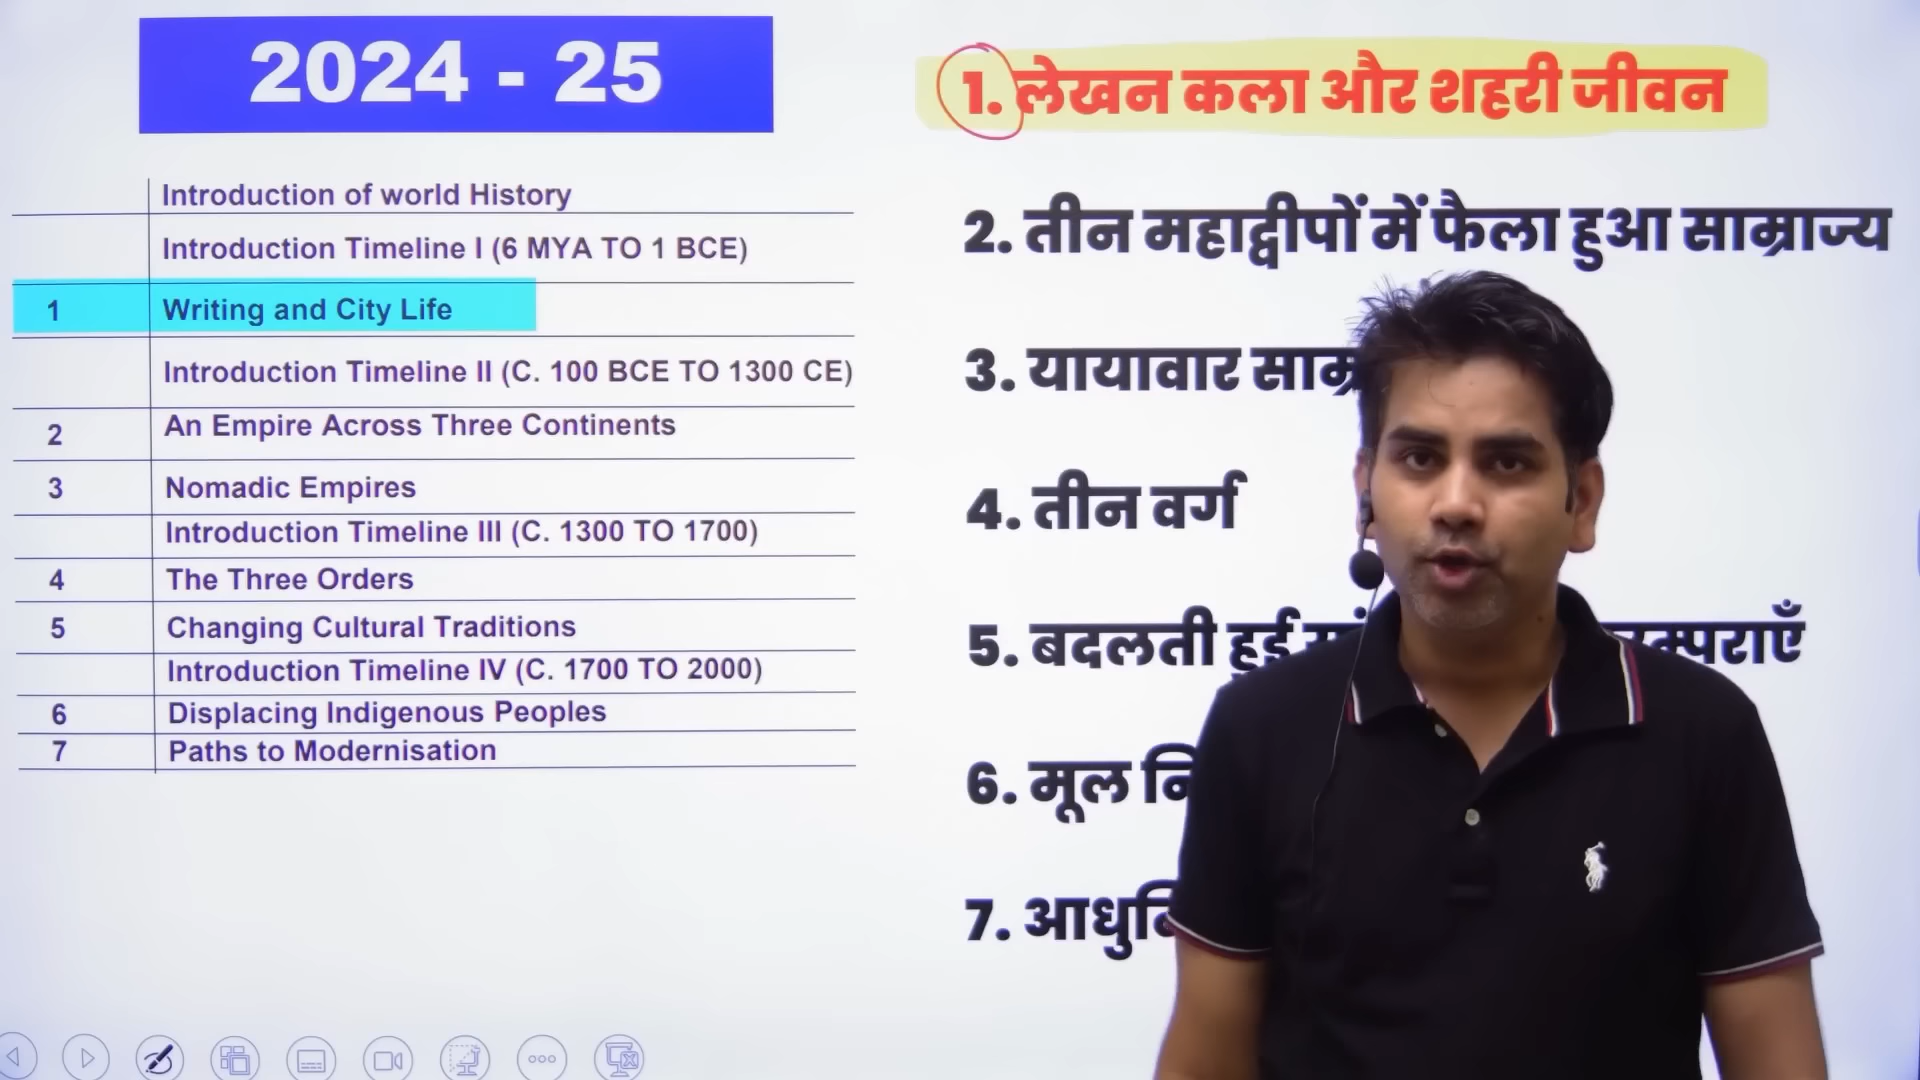 2024 - 25
Introduction of world History
Introduction Timeline I (6 MYA TO 1 BCE)
1 Writing and City Life
Introduction Timeline II (C. 100 BCE TO 1300 CE)
2 An Empire Across Three Continents
3 Nomadic Empires
Introduction Timeline III (C. 1300 TO 1700)
4 The Three Orders
5 Changing Cultural Traditions
Introduction Timeline IV (C. 1700 TO 2000)
6 Displacing Indigenous Peoples
7 Paths to Modernisation
1. लेखन कला और शहरी जीवन
2. तीन महाद्वीपों में फैला हुआ साम्राज्य
3. यायावार
4. तीन वर्ग
5. बदलती हुई
6. मूल
7.